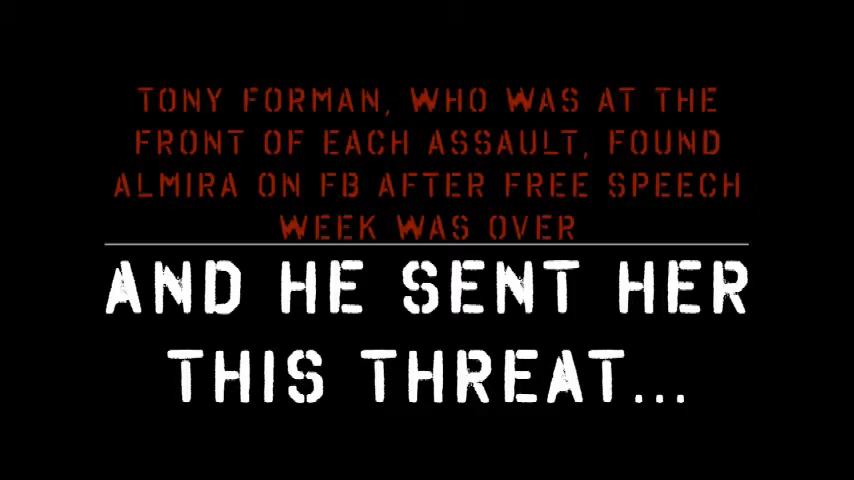 TONY FORMAN, WHO WAS AT THE
FRONT OF EACH ASSAULT, FOUND
ALMIRA ON FB AFTER FREE SPEECH
WEEK WAS OVER
AND HE SENT HER
THIS THREAT...